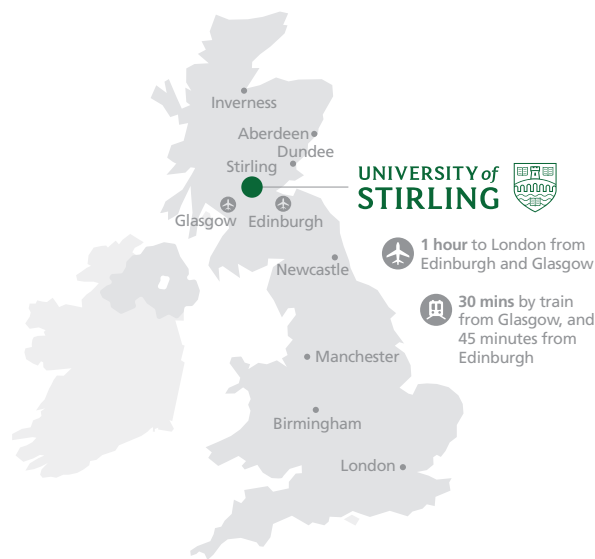 Inverness
Aberdeen
Dundee
Stirling
UNIVERSITY of
STIRLING
Glasgow
Edinburgh
1 hour to London from
Edinburgh and Glasgow
Newcastle
30 mins by train
from Glasgow, and
45 minutes from
Edinburgh
Manchester
Birmingham
London